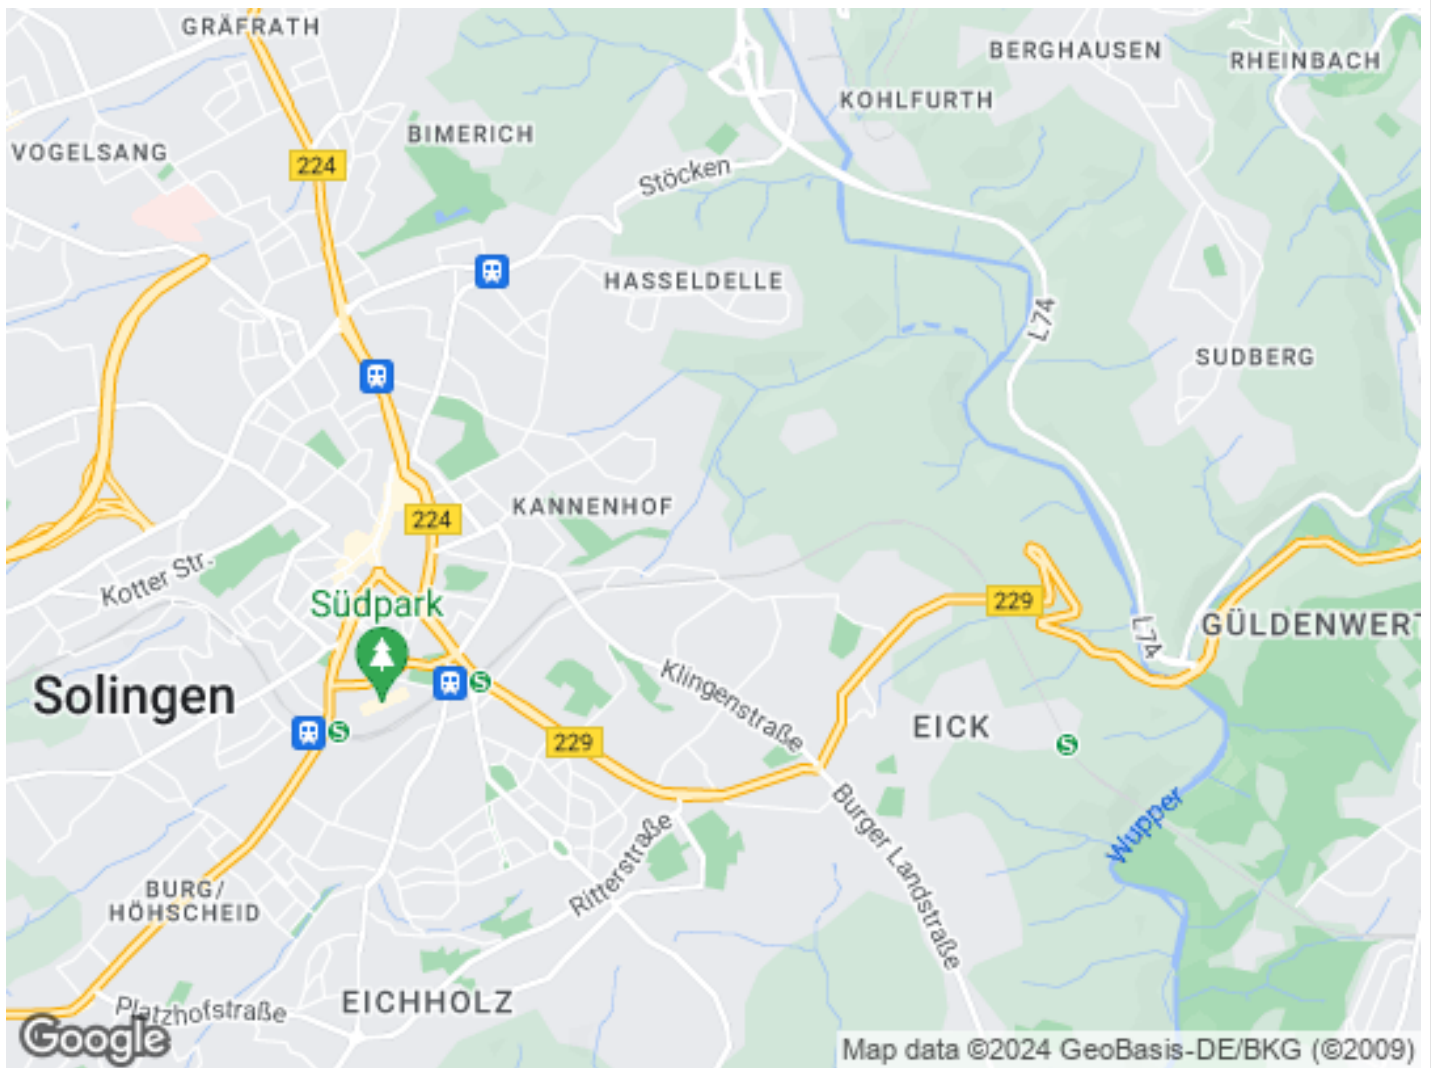 GRÄFRATH
BERGHAUSEN
RHEINBACH
KOHLFURTH
BIMERICH
VOGELSANG
224
Stöcken
HASSELDELLE
L74
SUDBERG
KANNENHOF
224
Kotter Str.
Südpark
229
L74
GÜLDENWERT
Solingen
S
Klingenstraße
EICK
S
S
229
Wupper
Burger Landstraße
Ritterstraße
BURG/
HÖHSCHEID
EICHHOLZ
Platzhofstraße
Google
Map data ©2024 GeoBasis-DE/BKG (©2009)